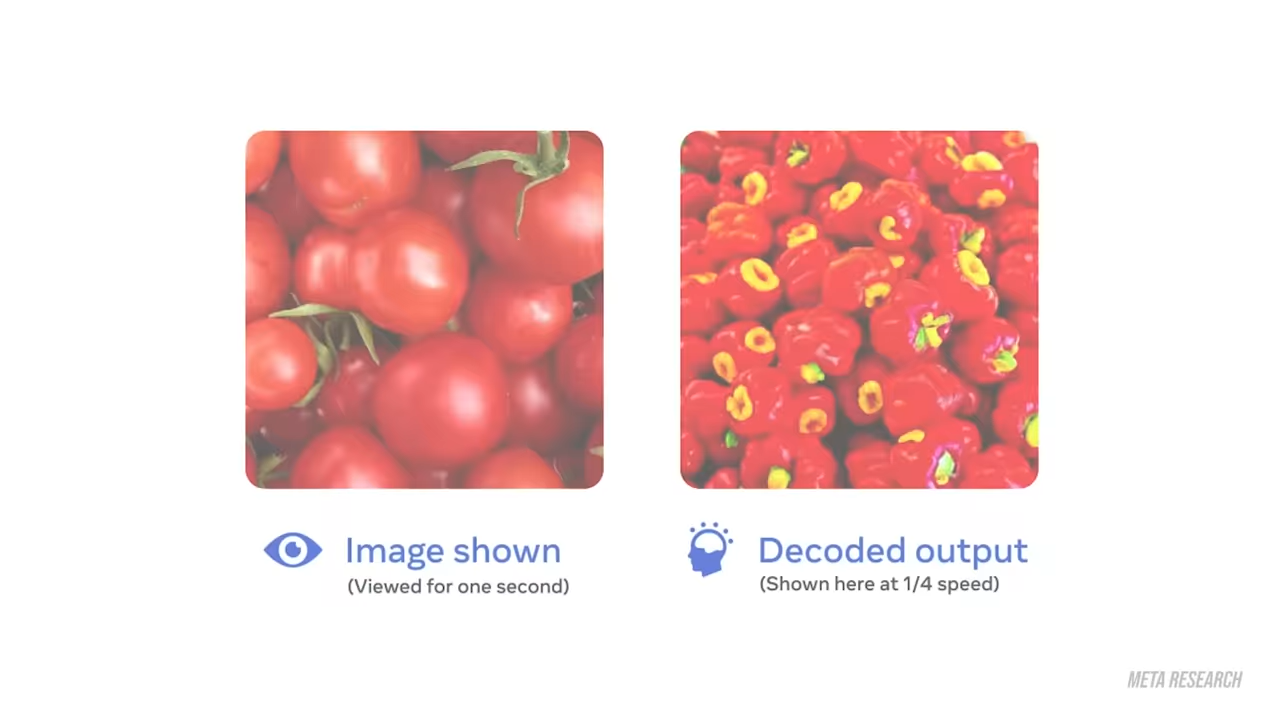 Image shown
(Viewed for one second)
Decoded output
(Shown here at 1/4 speed)
META RESEARCH